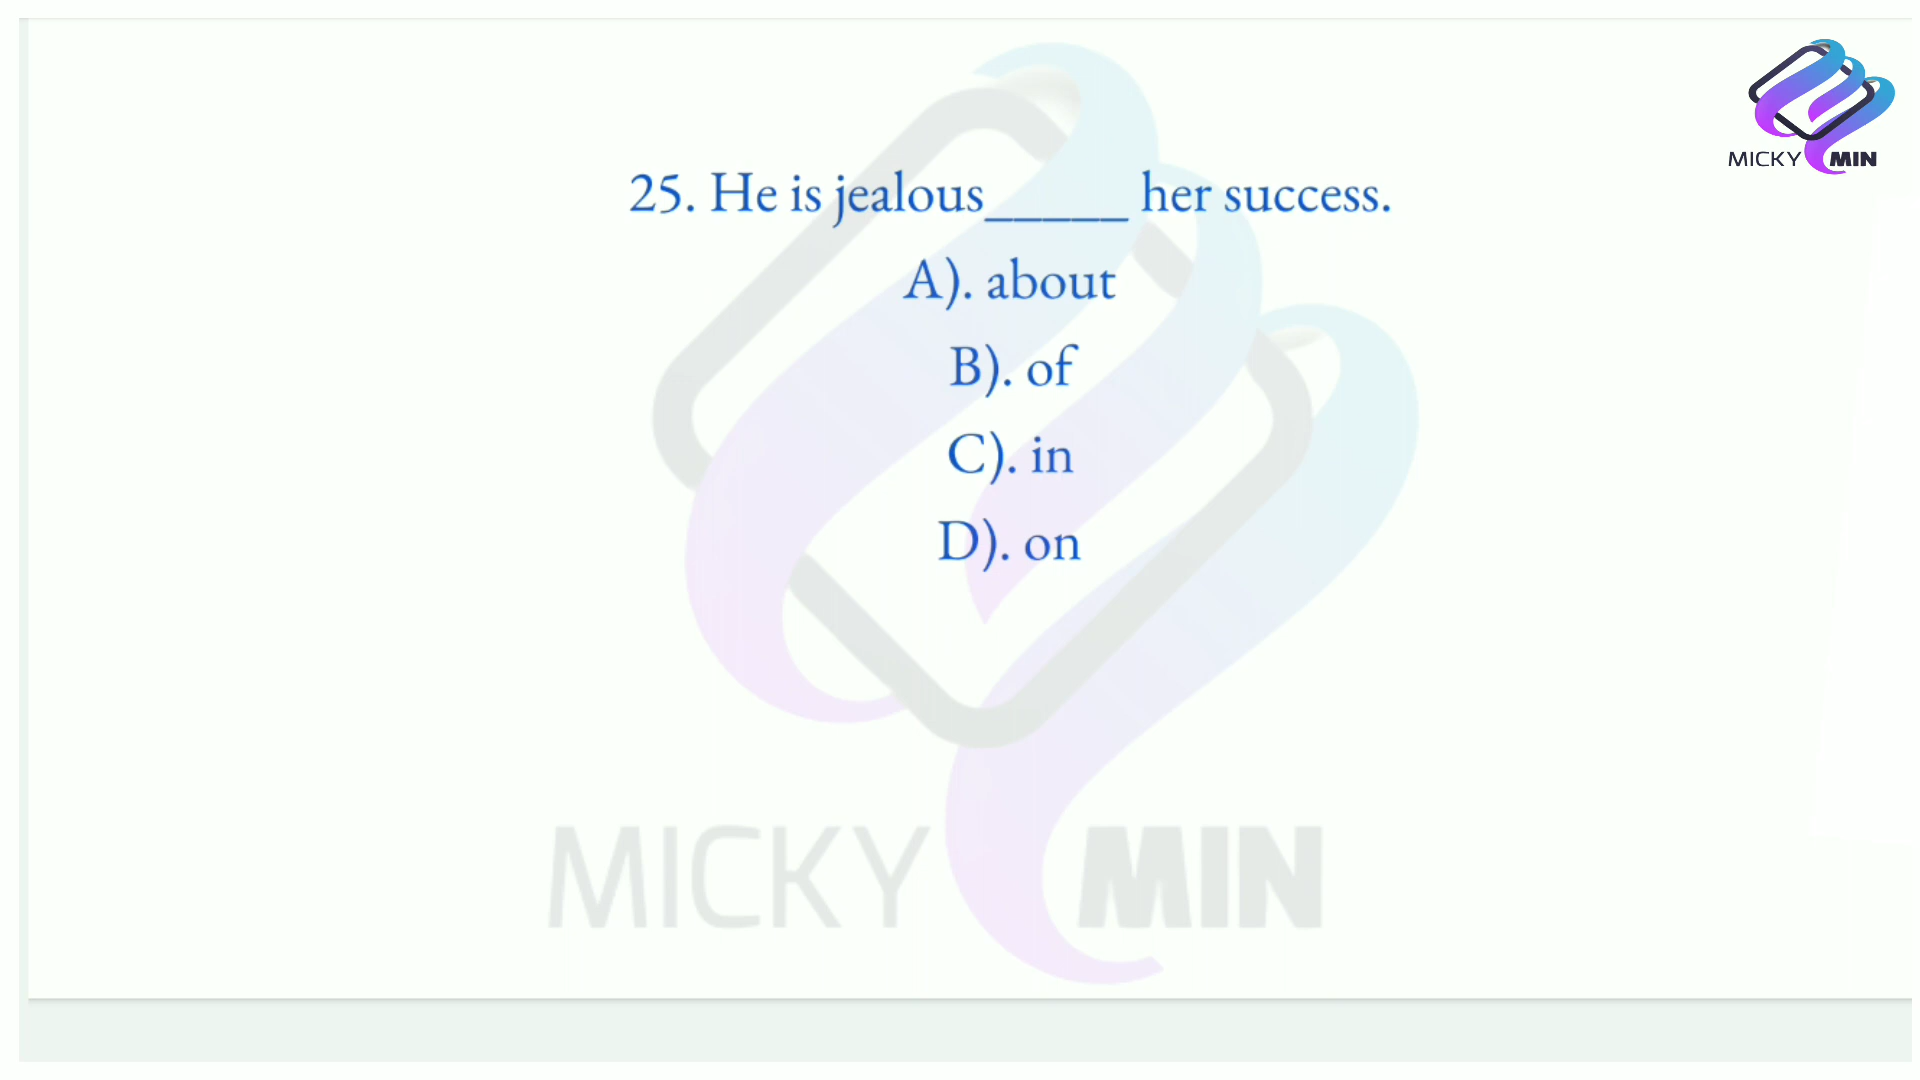 MICKY MIN
25. He is jealous_____ her success.
A). about
B). of
C). in
D). on
MICKY MIN